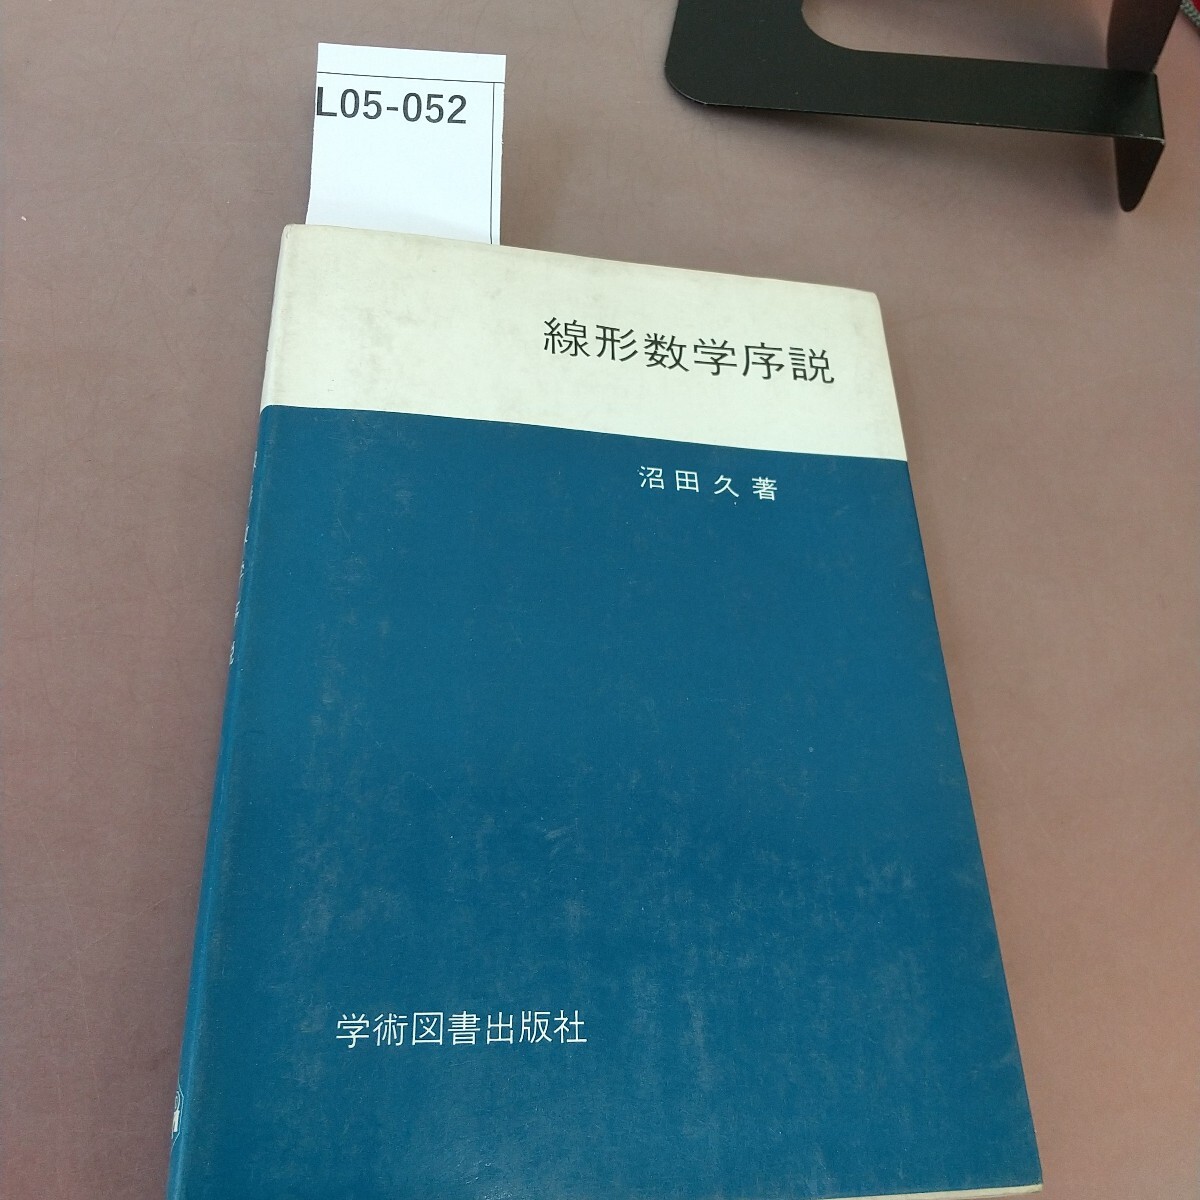 L05-052
線形数学序説
沼田久著
学術図書出版社